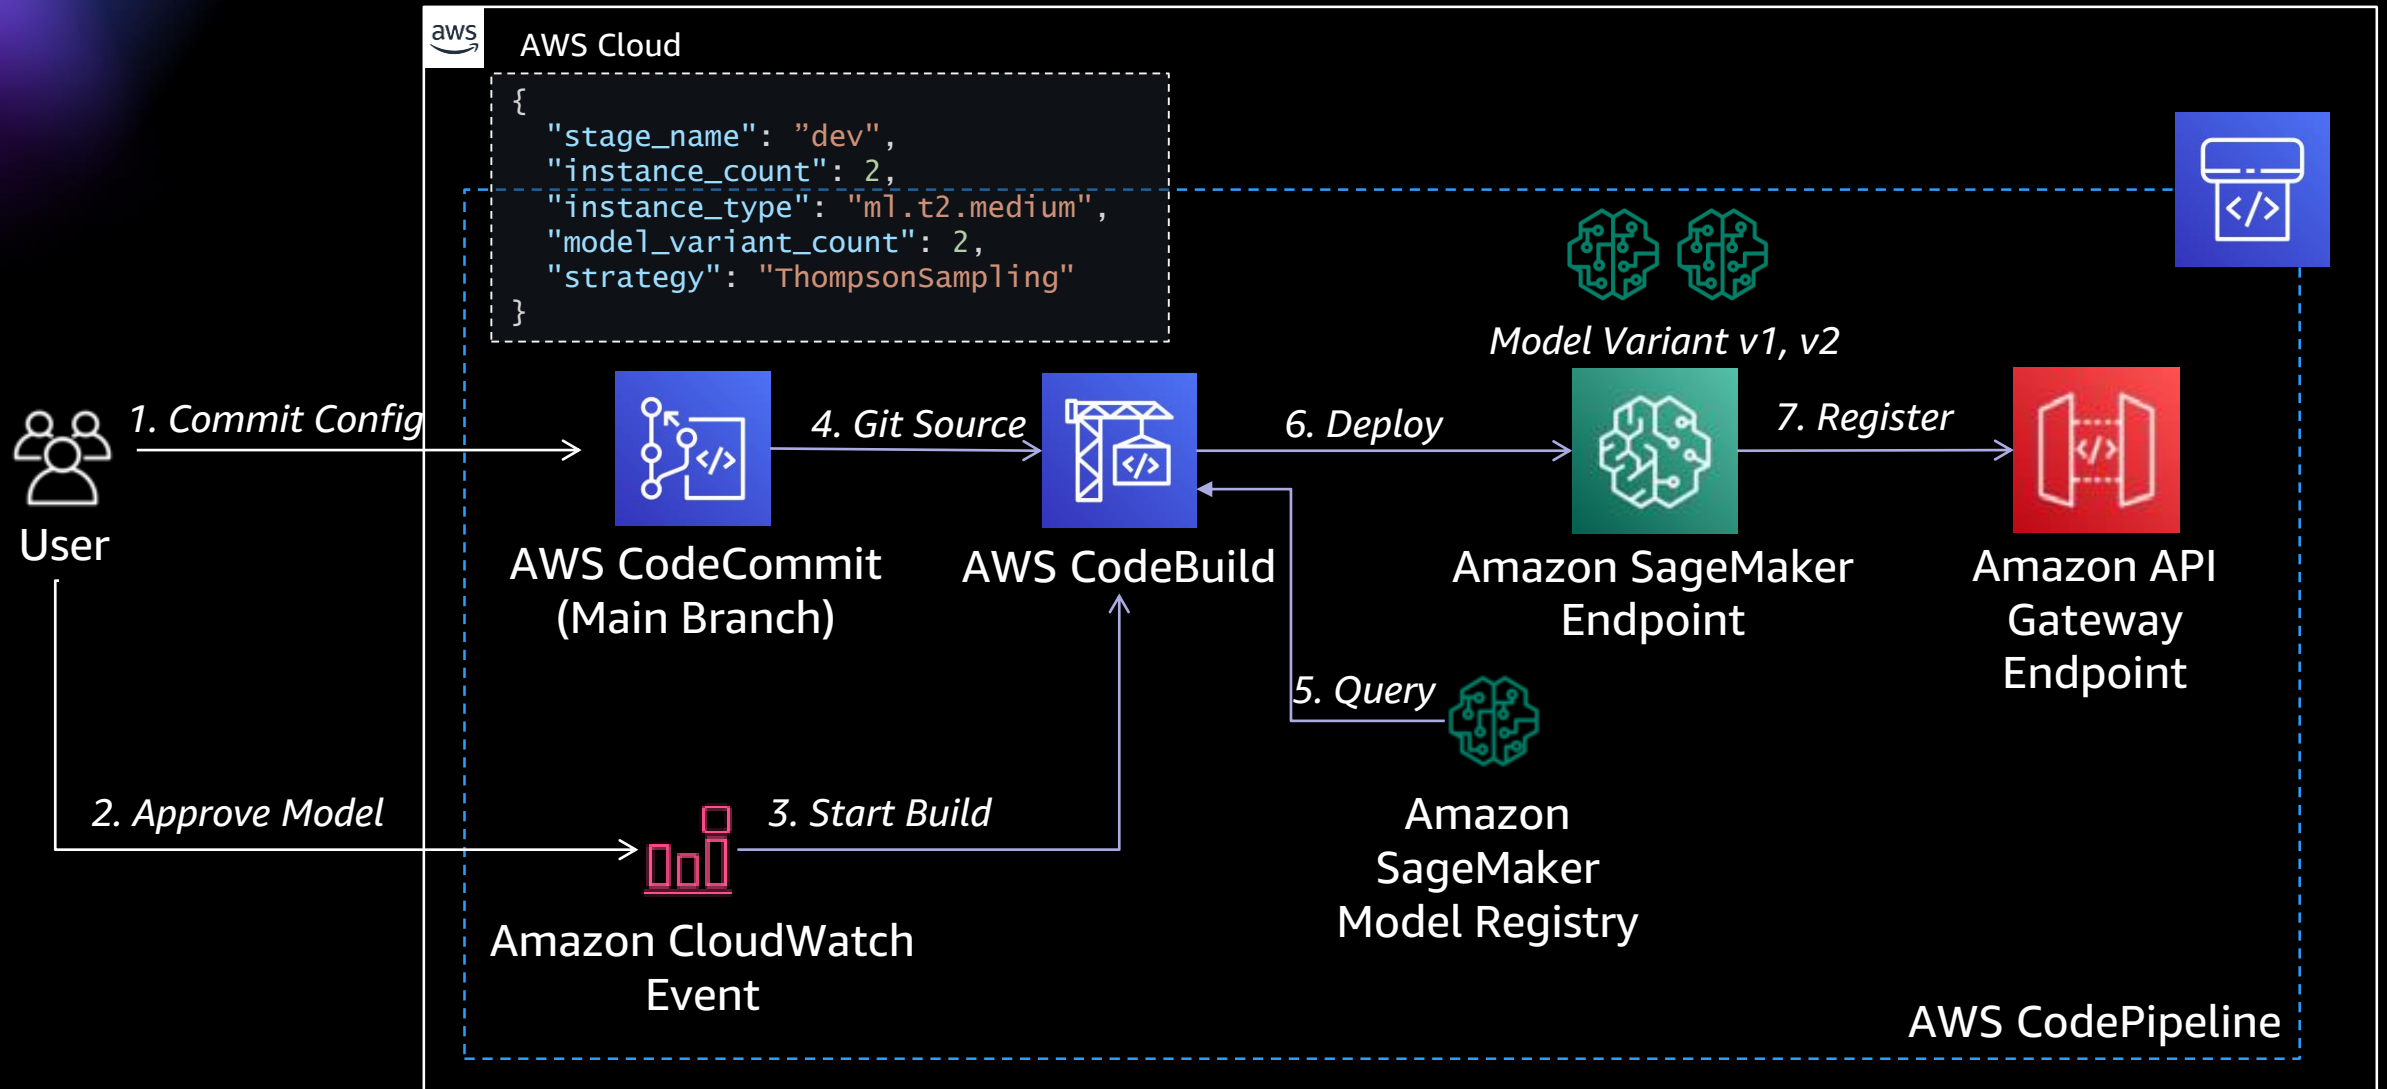 aws
AWS Cloud
{
"stage_name": ”dev",
"instance_count": 2,
"instance_type": "ml.t2.medium",
"model_variant_count": 2,
"strategy": "ThompsonSampling"
}
</>
Model Variant v1, v2
1. Commit Config
4. Git Source
6. Deploy
7. Register
</>
</>
</>
User
AWS CodeCommit
(Main Branch)
AWS CodeBuild
Amazon SageMaker
Endpoint
Amazon API
Gateway
Endpoint
5. Query
2. Approve Model
3. Start Build
Amazon
SageMaker
Model Registry
Amazon CloudWatch
Event
AWS CodePipeline